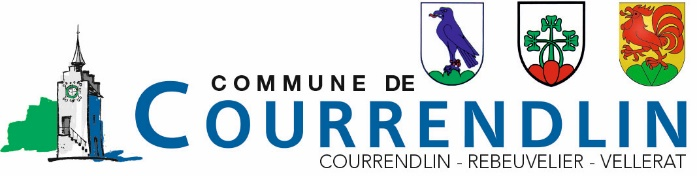 COMMUNE DE
COURRENDLIN
COURRENDLIN - REBEUVELIER - VELLERAT